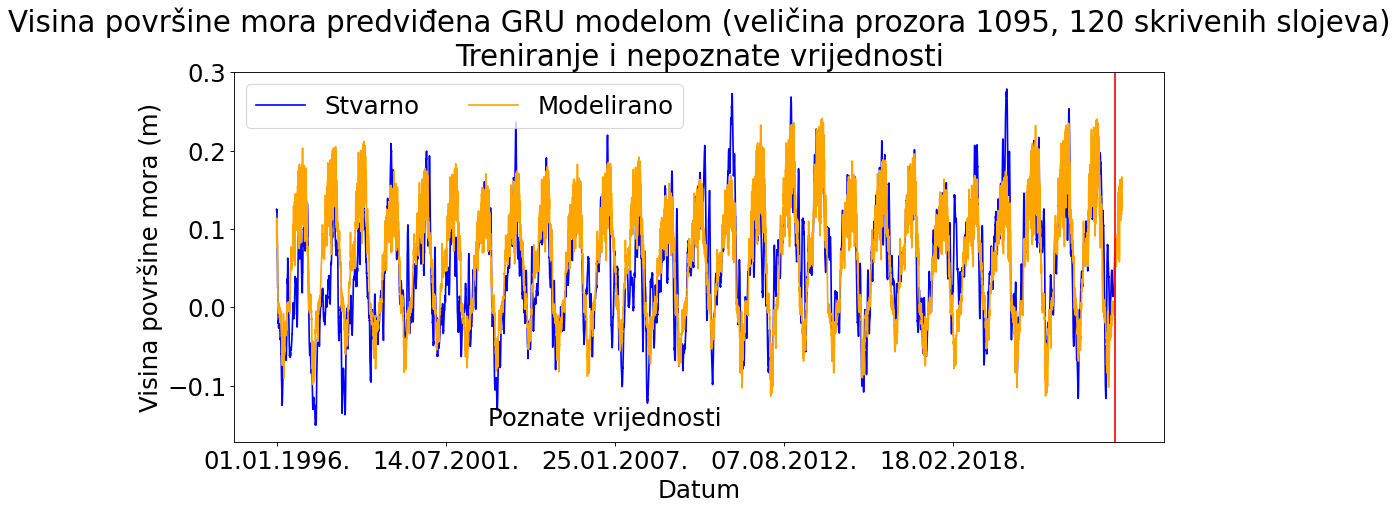 Visina površine mora predviđena GRU modelom (veličina prozora 1095, 120 skrivenih slojeva)
Treniranje i nepoznate vrijednosti
Stvarno
Modelirano
Visina površine mora (m)
0.3
0.2
0.1
0.0
−0.1
Poznate vrijednosti
01.01.1996.
14.07.2001.
25.01.2007.
07.08.2012.
18.02.2018.
Datum